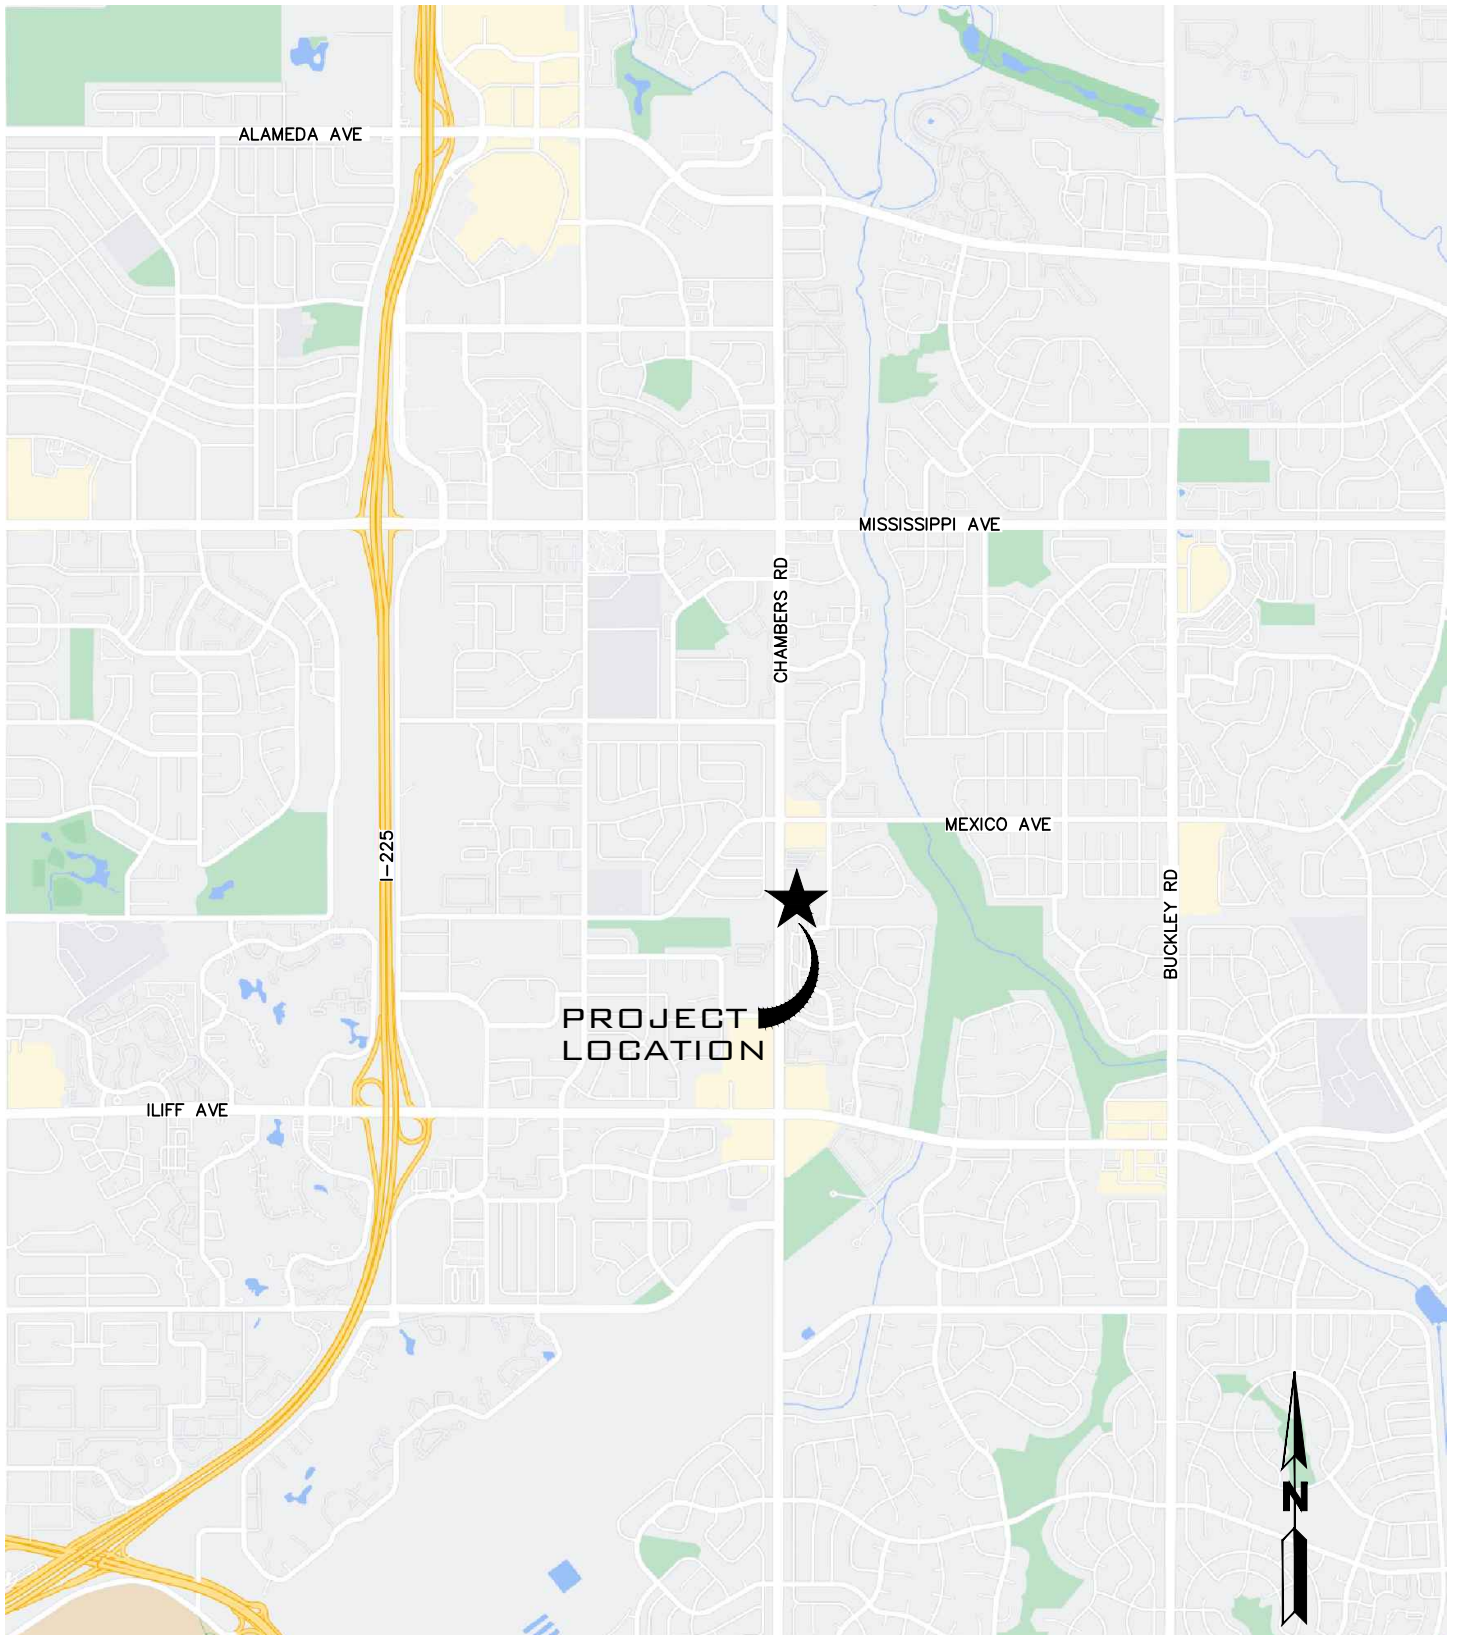 ALAMEDA AVE
MISSISSIPPI AVE
CHAMBERS RD
MEXICO AVE
I-225
BUCKLEY RD
PROJECT
LOCATION
ILIFF AVE
N